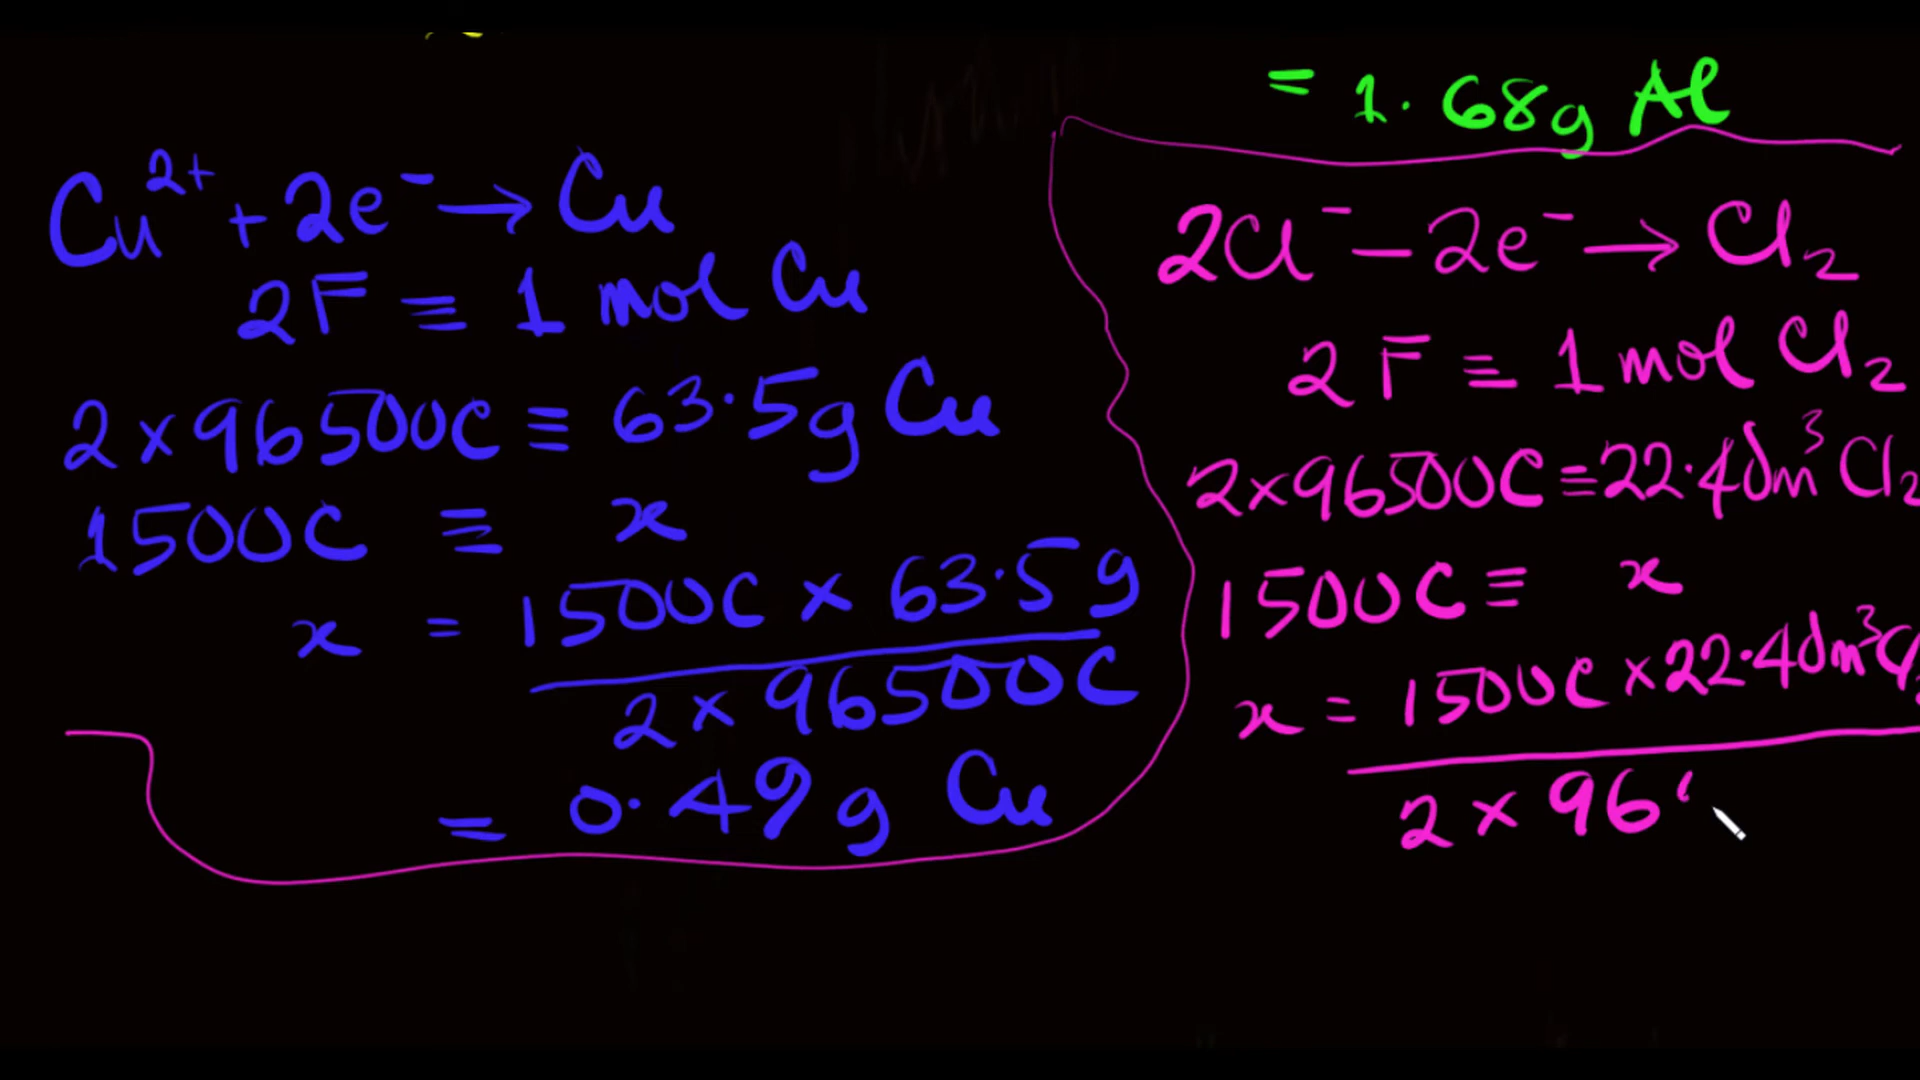 Cu²⁺ + 2e⁻ → Cu
2F ≡ 1 mol Cu
2 × 96500C ≡ 63.5g Cu
1500C ≡ x
x = 1500C × 63.5g
2 × 96500C
= 0.49g Cu
= 1.68g Al
2Cl⁻ – 2e⁻ → Cl₂
2F ≡ 1 mol Cl₂
2×96500C ≡ 22.4dm³ Cl₂
1500C ≡ x
x = 1500C × 22.4dm³ Cl₂
2 × 96